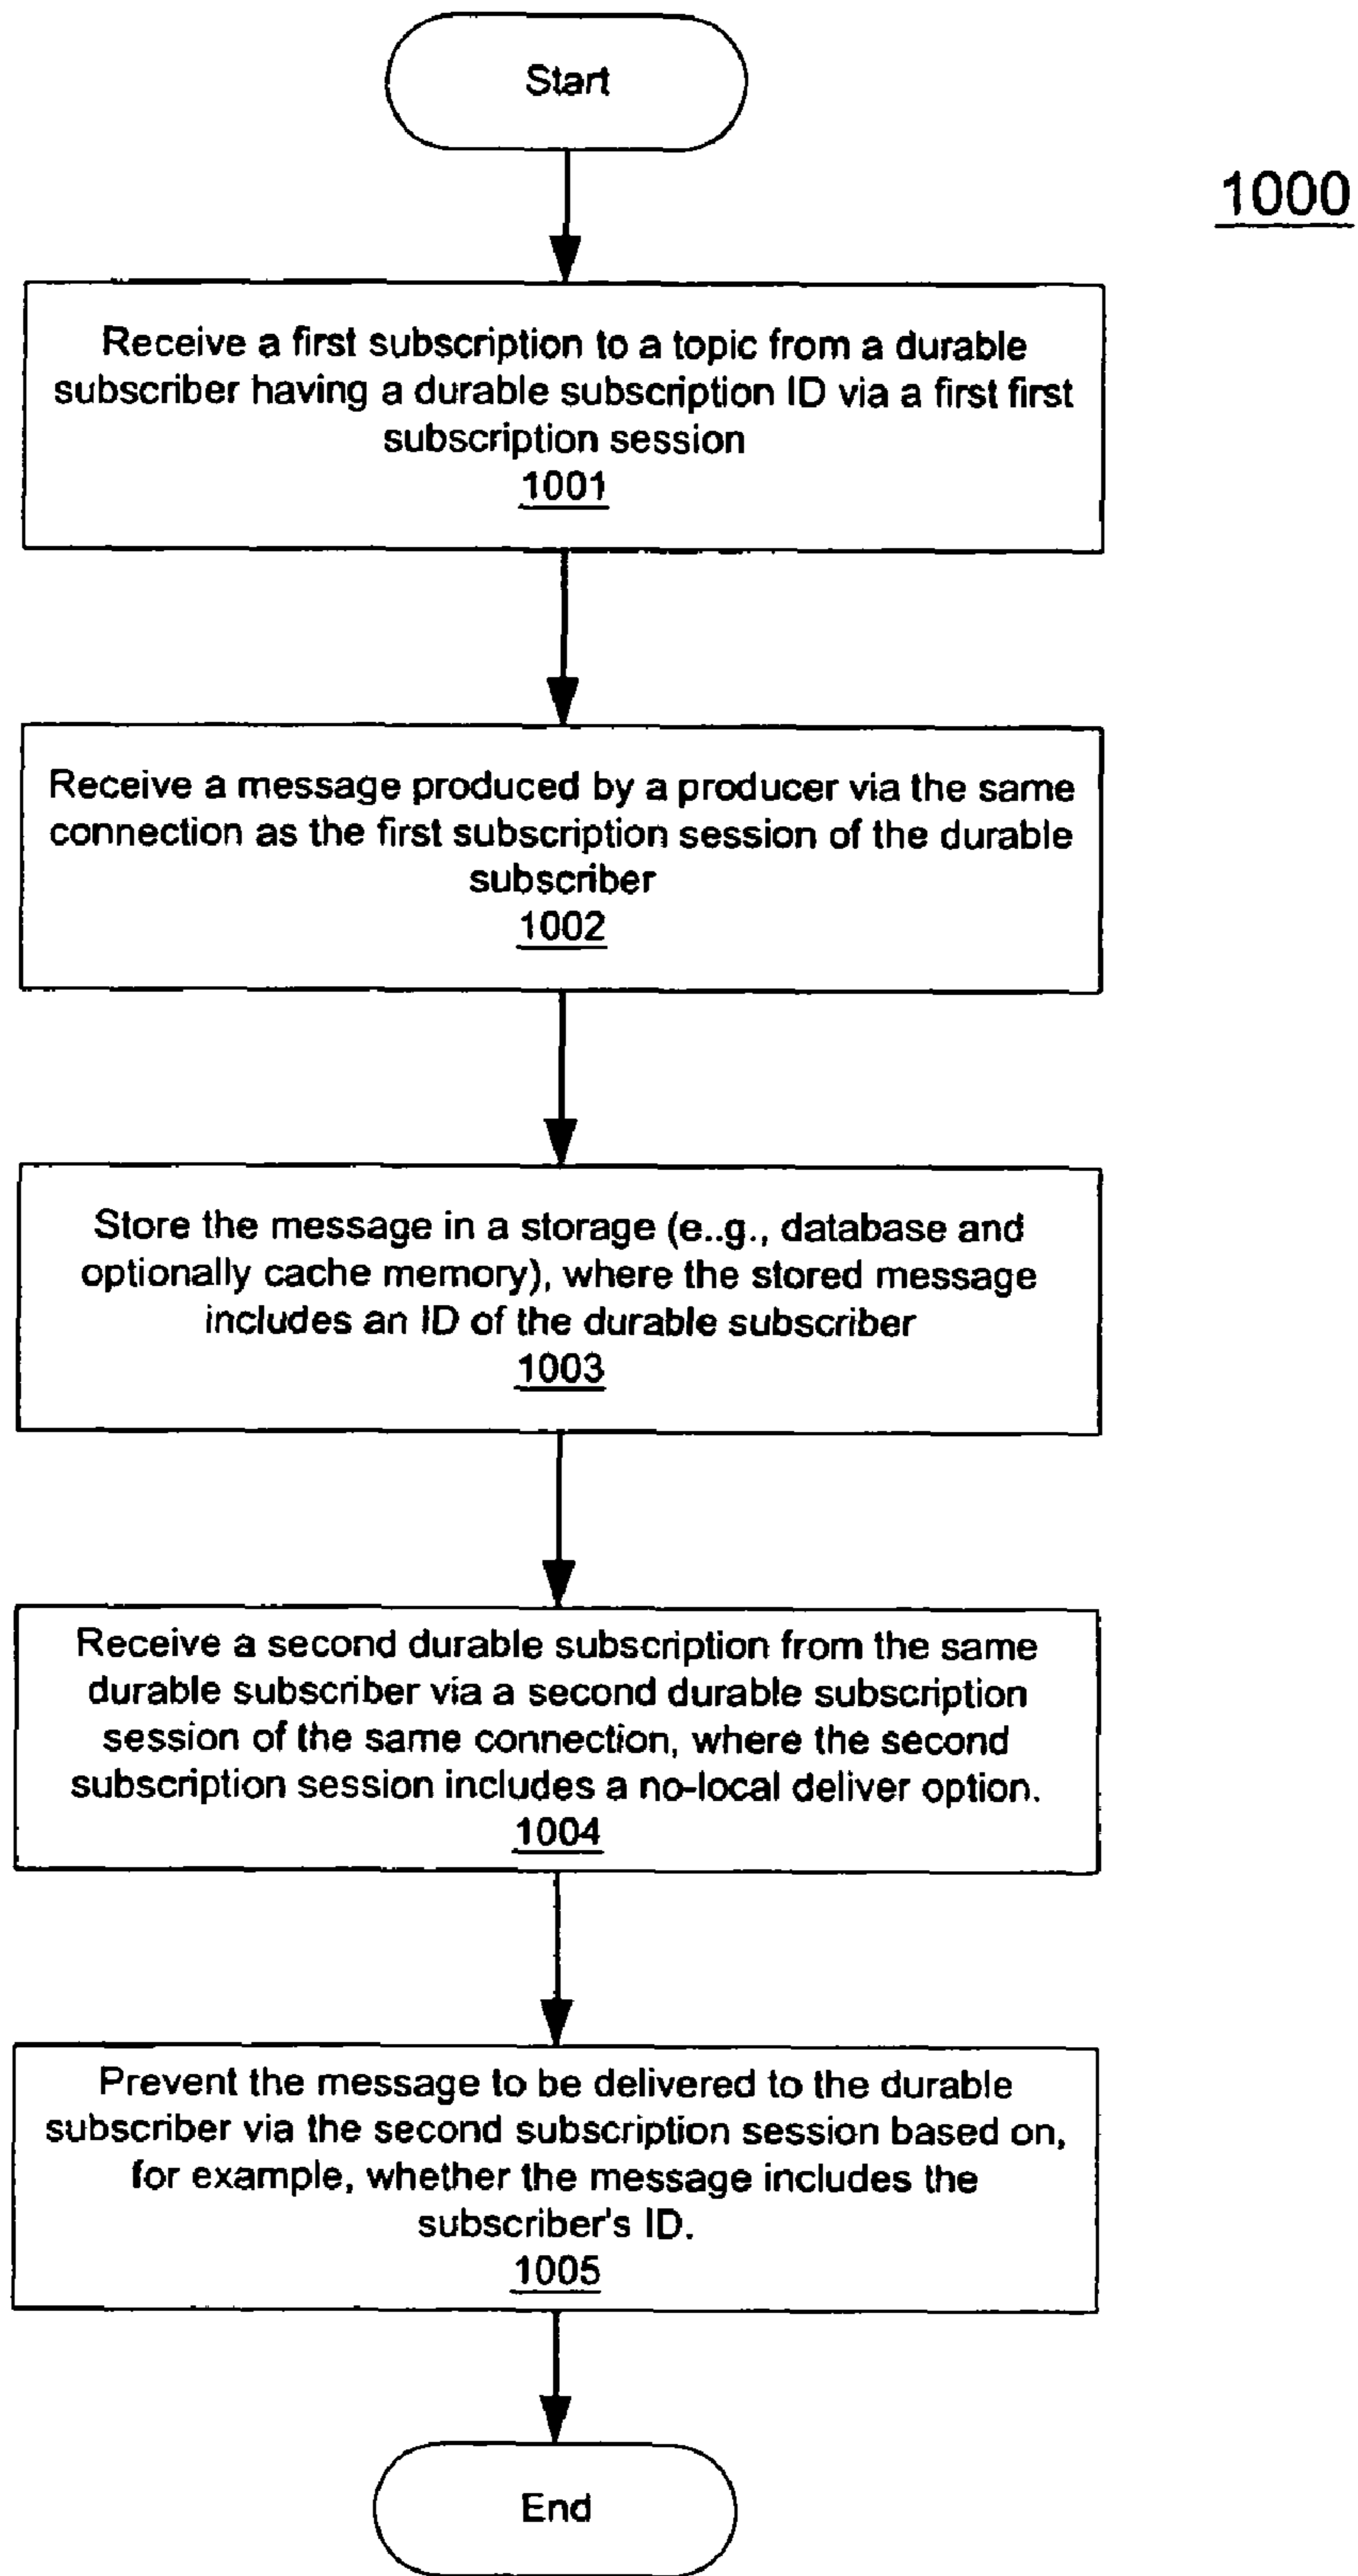 Start
1000
Receive a first subscription to a topic from a durable
subscriber having a durable subscription ID via a first first
subscription session
1001
Receive a message produced by a producer via the same
connection as the first subscription session of the durable
subscriber
1002
Store the message in a storage (e..g., database and
optionally cache memory), where the stored message
includes an ID of the durable subscriber
1003
Receive a second durable subscription from the same
durable subscriber via a second durable subscription
session of the same connection, where the second
subscription session includes a no-local deliver option.
1004
Prevent the message to be delivered to the durable
subscriber via the second subscription session based on,
for example, whether the message includes the
subscriber's ID.
1005
End